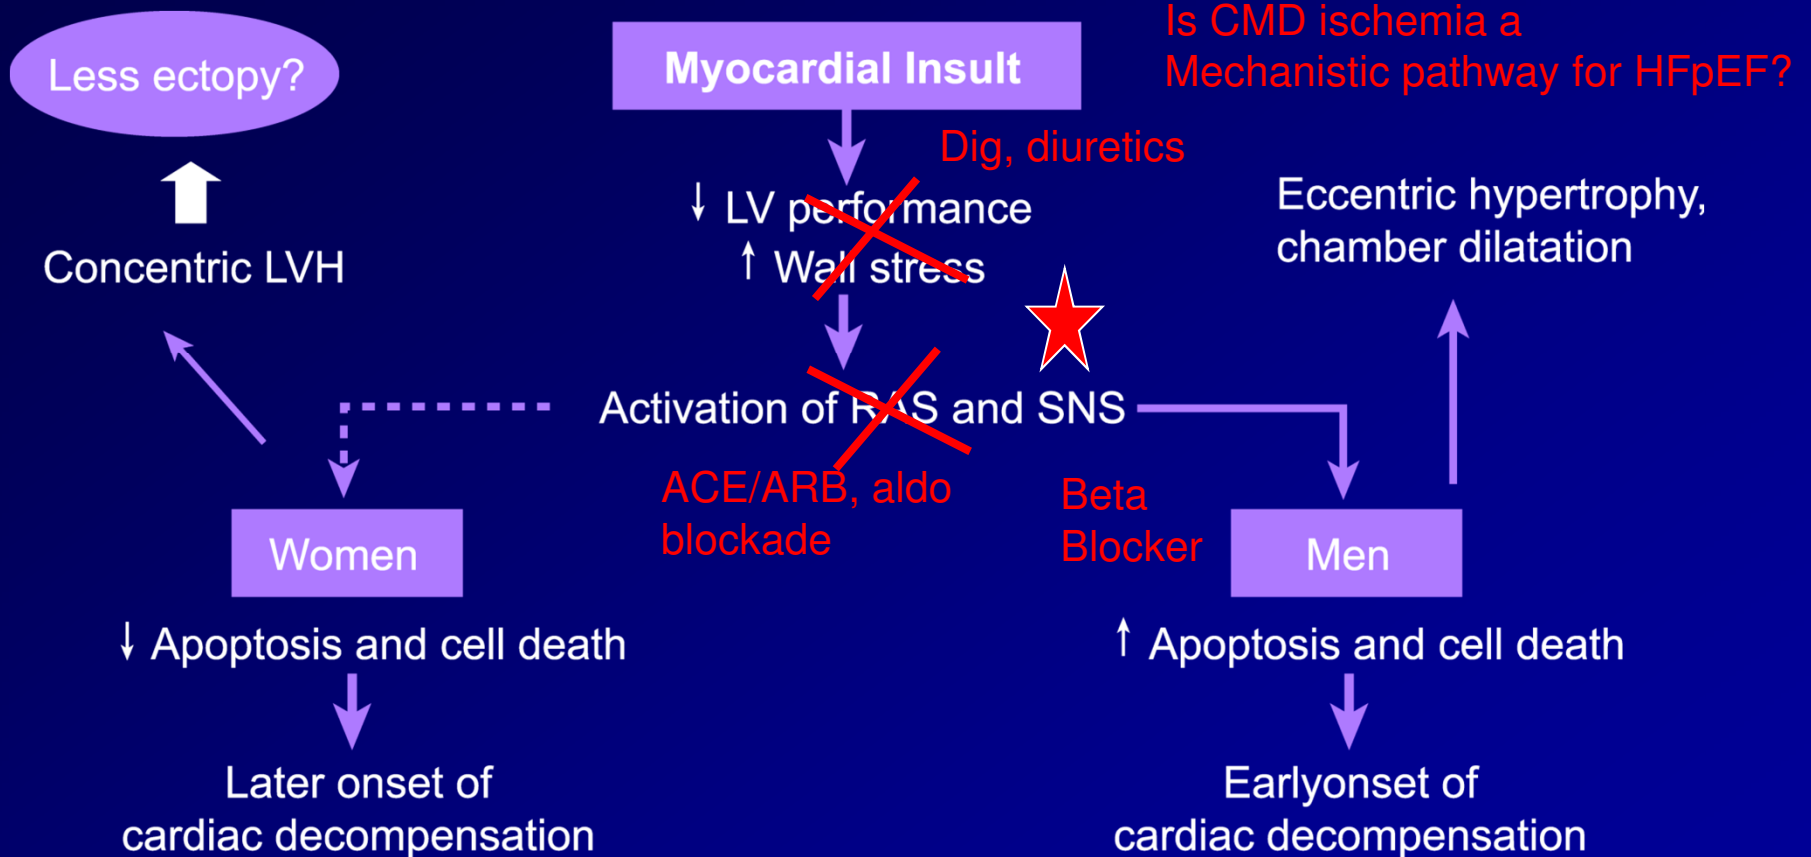 Less ectopy?
Myocardial Insult
Is CMD ischemia a
Mechanistic pathway for HFpEF?
Dig, diuretics
↓ LV performance
↑ Wall stress
Concentric LVH
Eccentric hypertrophy,
chamber dilatation
Activation of RAS and SNS
ACE/ARB, aldo
blockade
Beta
Blocker
Women
Men
↓ Apoptosis and cell death
↑ Apoptosis and cell death
Later onset of
cardiac decompensation
Earlyonset of
cardiac decompensation